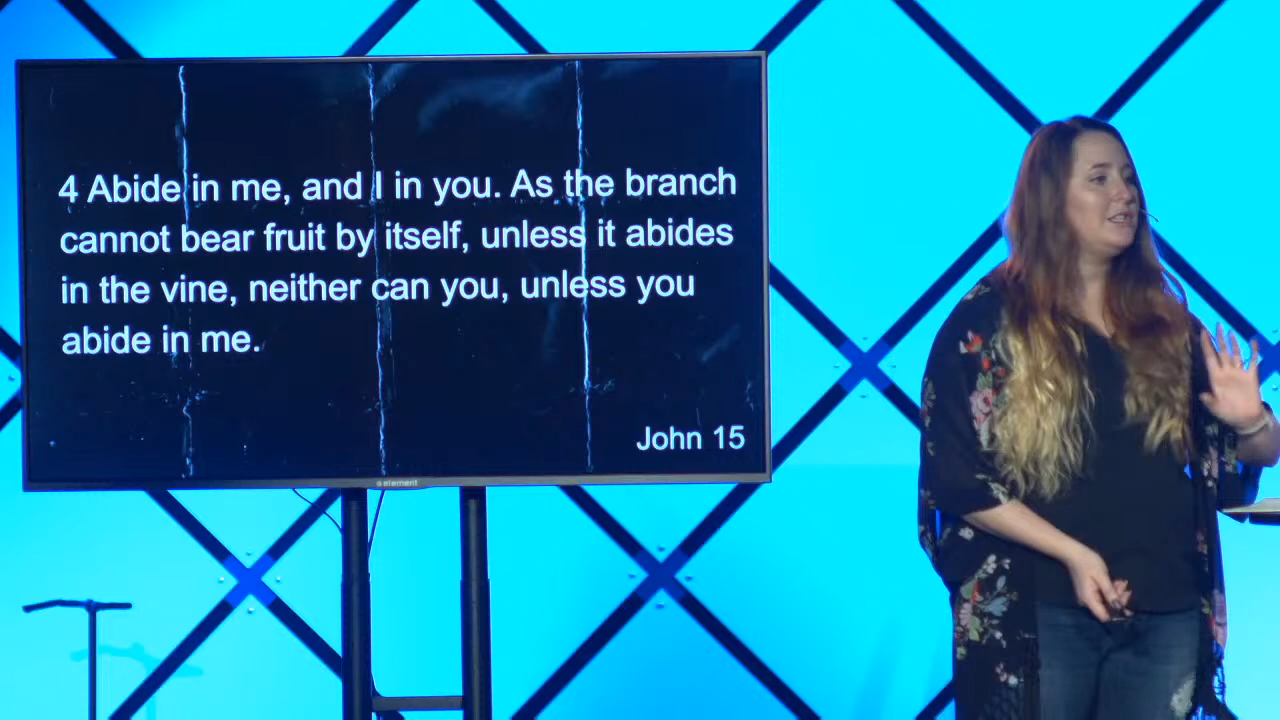 4 Abide in me, and I in you. As the branch
cannot bear fruit by itself, unless it abides
in the vine, neither can you, unless you
abide in me.
John 15
element